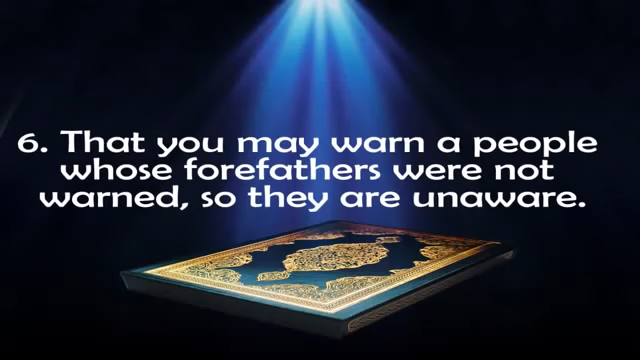 6. That you may warn a people
whose forefathers were not
warned, so they are unaware.